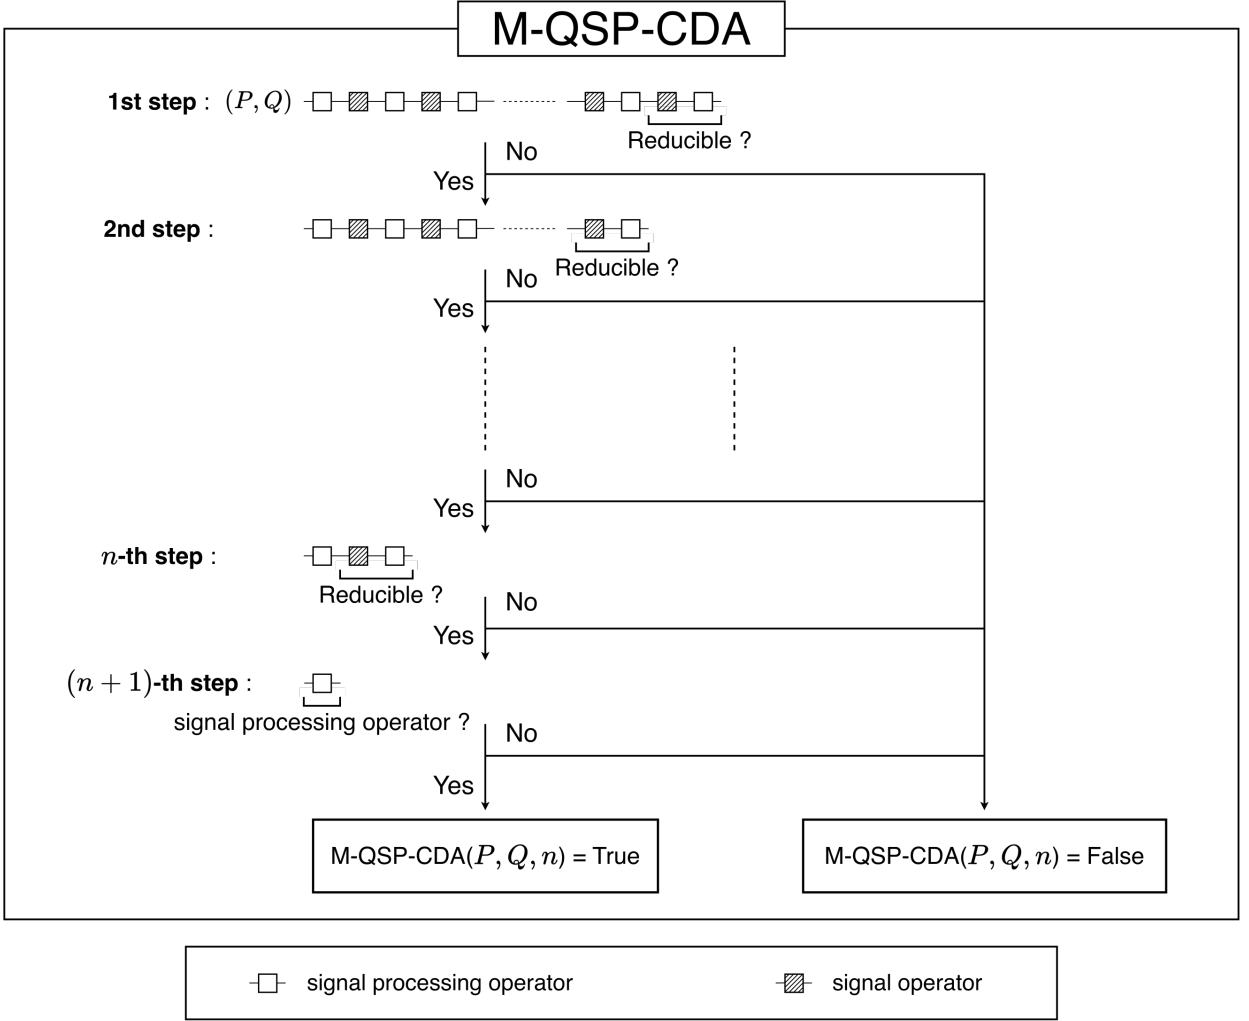 M-QSP-CDA
1st step : (P, Q)
Reducible ?
No
Yes
2nd step :
Reducible ?
No
Yes
No
Yes
n-th step :
Reducible ?
No
Yes
(n + 1)-th step :
signal processing operator ?
No
Yes
M-QSP-CDA(P, Q, n) = True
M-QSP-CDA(P, Q, n) = False
signal processing operator
signal operator